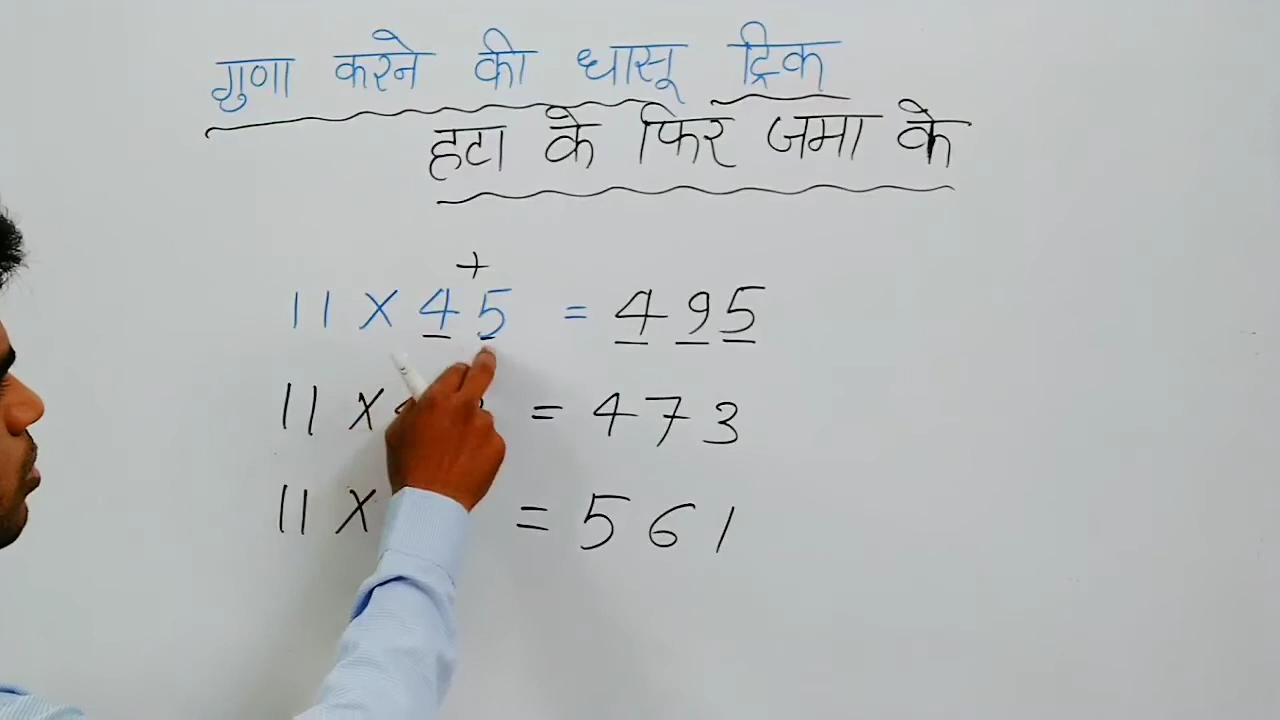 गुणा करने की धासू ट्रिक
हटा के फिर जमा के
+
11 × 45 = 495
11 × = 473
11 × = 561